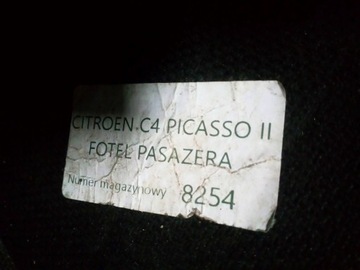 CITROEN C4 PICASSO II
FOTEL PASAZERA
Numer magazynowy 8254